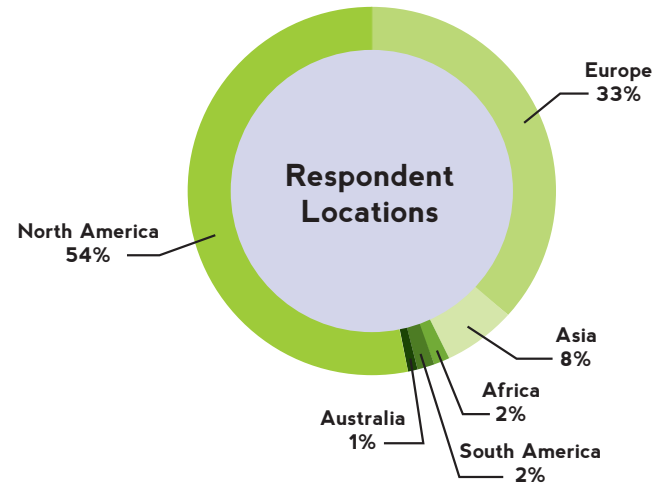 Respondent
Locations
Europe
33%
Asia
8%
Africa
2%
South America
2%
Australia
1%
North America
54%